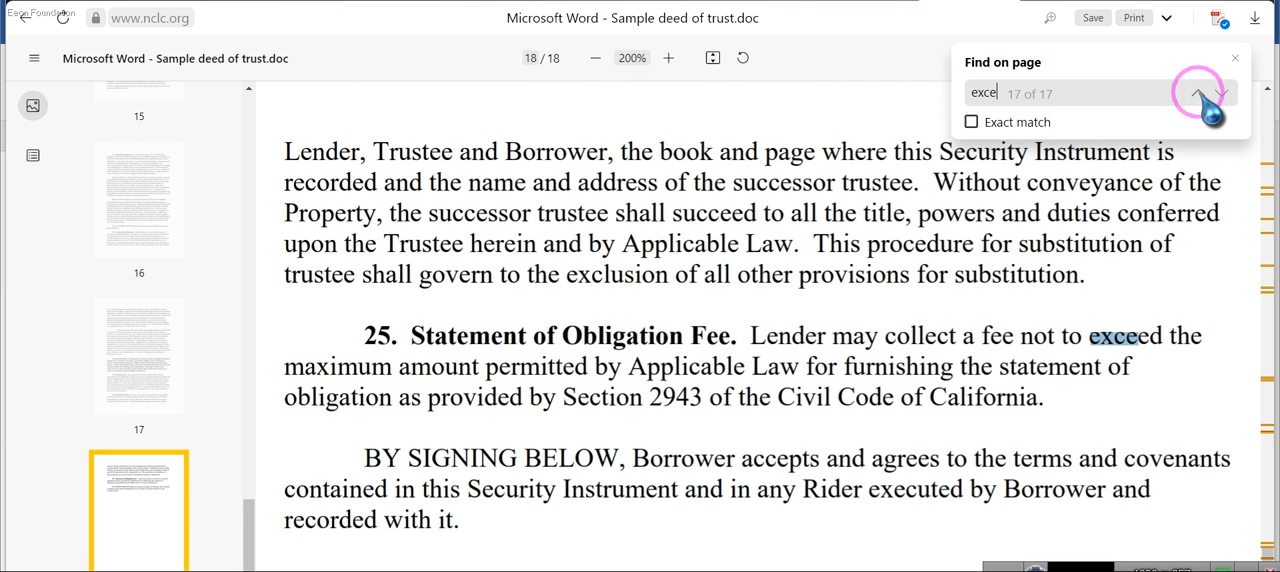 Eeon Foundation
www.nclc.org
Microsoft Word - Sample deed of trust.doc
Save
Print
Microsoft Word - Sample deed of trust.doc
18 / 18
200%
Find on page
exce 17 of 17
Exact match
15
16
17
Lender, Trustee and Borrower, the book and page where this Security Instrument is
recorded and the name and address of the successor trustee. Without conveyance of the
Property, the successor trustee shall succeed to all the title, powers and duties conferred
upon the Trustee herein and by Applicable Law. This procedure for substitution of
trustee shall govern to the exclusion of all other provisions for substitution.
25. Statement of Obligation Fee. Lender may collect a fee not to exceed the
maximum amount permitted by Applicable Law for furnishing the statement of
obligation as provided by Section 2943 of the Civil Code of California.
BY SIGNING BELOW, Borrower accepts and agrees to the terms and covenants
contained in this Security Instrument and in any Rider executed by Borrower and
recorded with it.